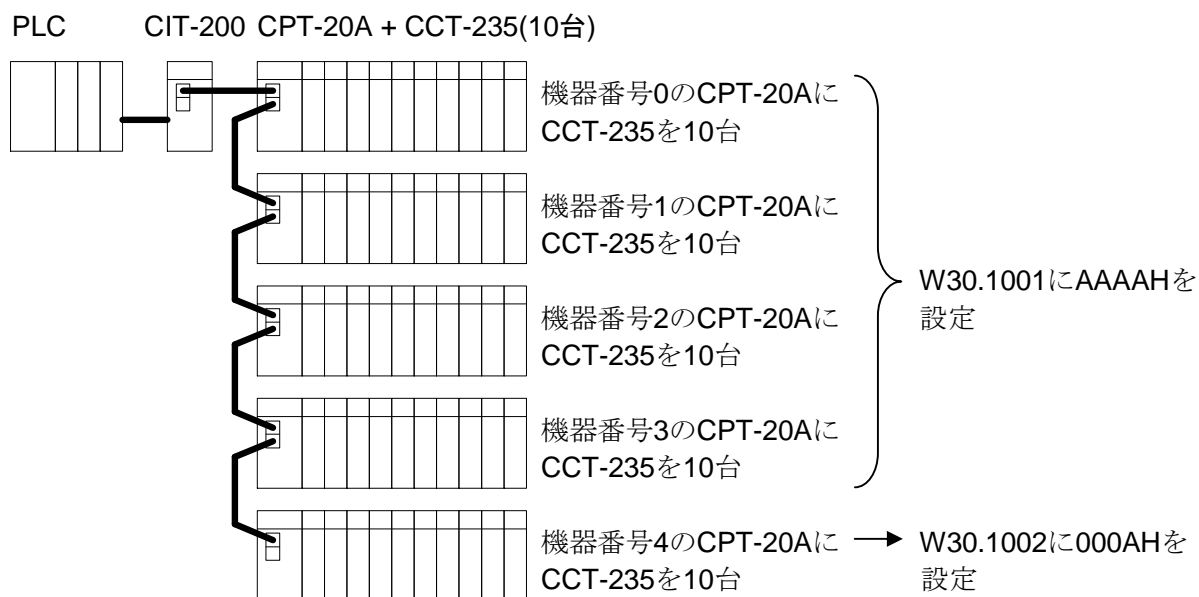 PLC CIT-200 CPT-20A + CCT-235(10台)
機器番号0のCPT-20Aに
CCT-235を10台
機器番号1のCPT-20Aに
CCT-235を10台
機器番号2のCPT-20Aに
CCT-235を10台
機器番号3のCPT-20Aに
CCT-235を10台
W30.1001にAAAAHを
設定
機器番号4のCPT-20Aに
CCT-235を10台
W30.1002に000AHを
設定